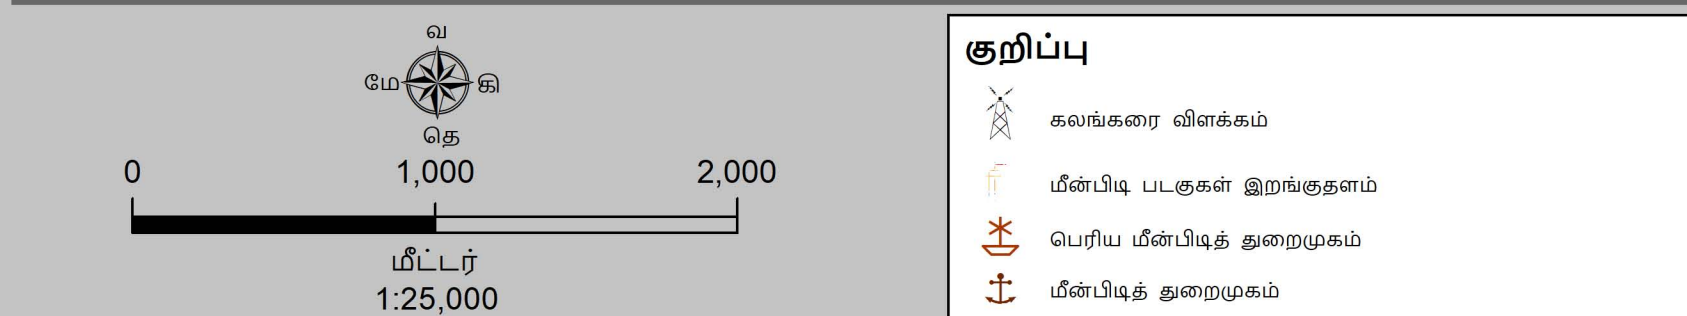 வ
மே கி
தெ
0 1,000 2,000
மீட்டர்
1:25,000
குறிப்பு
கலங்கரை விளக்கம்
மீன்பிடி படகுகள் இறங்குதளம்
பெரிய மீன்பிடித் துறைமுகம்
மீன்பிடித் துறைமுகம்